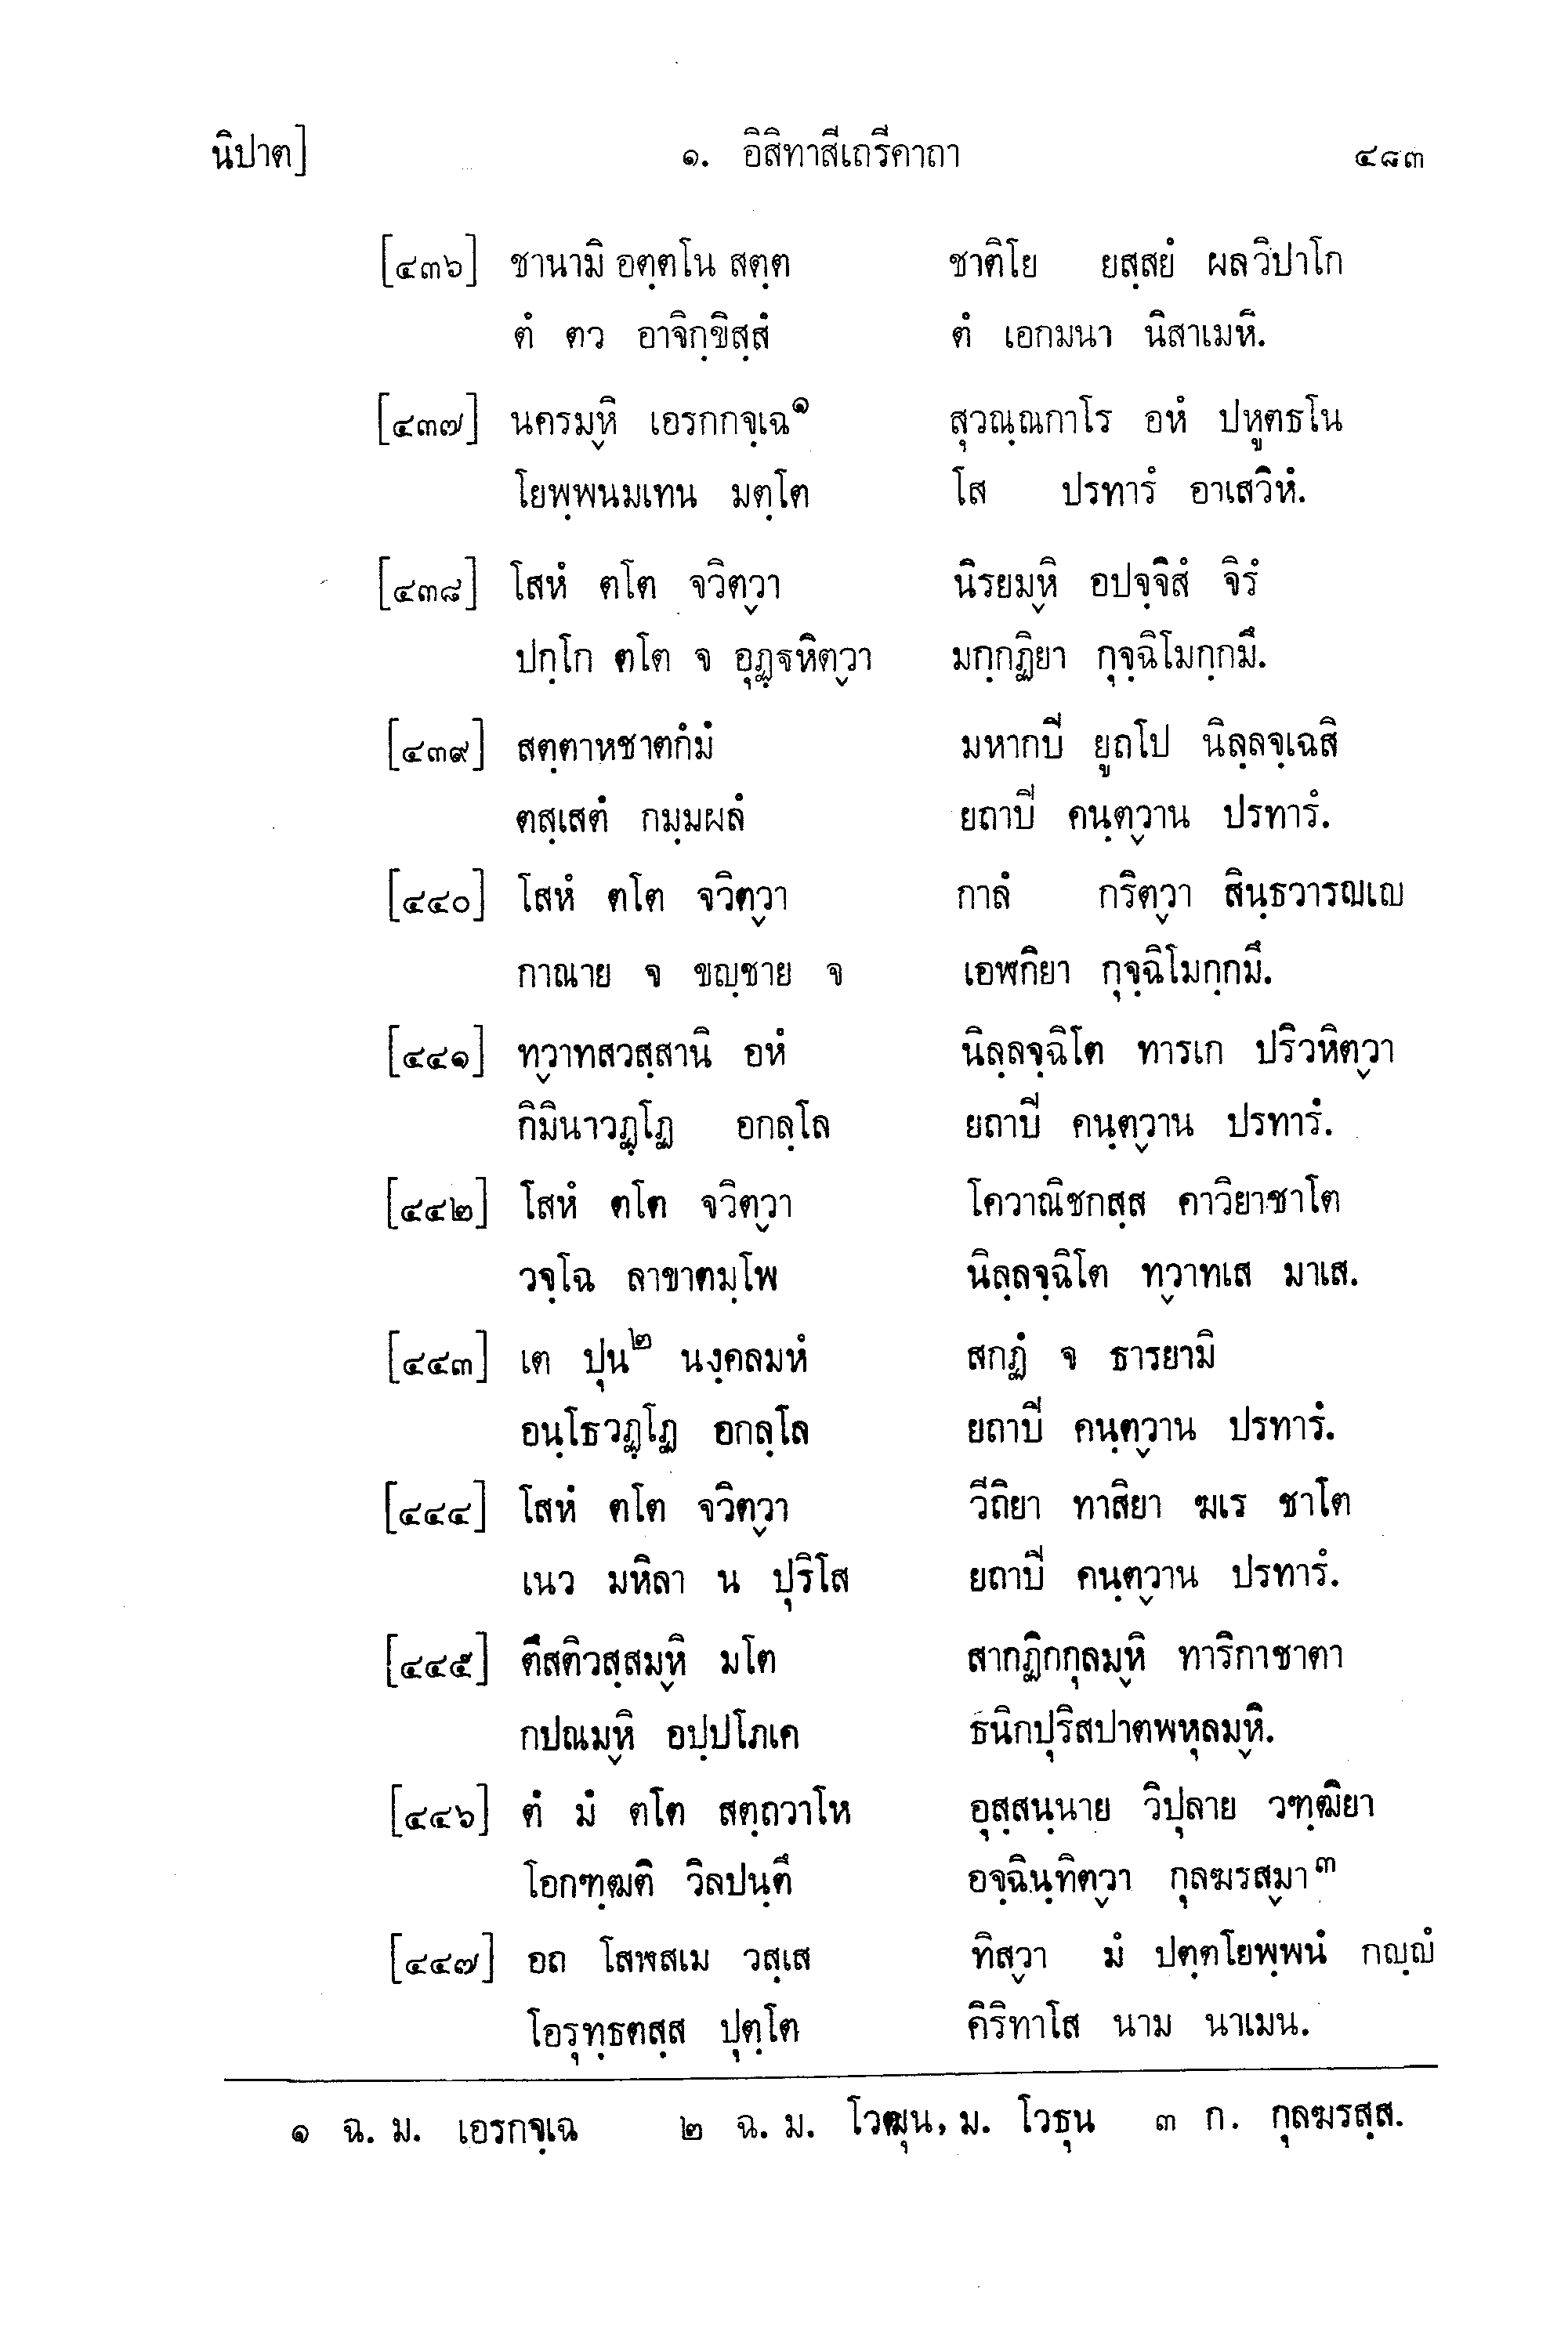 นิปาต] ๑. อิสิทาสีเถรีคาถา ๔๘๓
[๔๓๖] ชานามิ อตฺตโน สตฺต ชาติโย ยสฺสยํ ผลวิปาโก
ตํ ตว อาจิกฺขิสฺสํ ตํ เอกมนา นิสาเมหิ.
[๔๓๗] นครมฺหิ เอรกกจฺเฉ๑ สุวณฺณกาโร อหํ ปหูตธโน
โยพฺพนมเทน มตฺโต โส ปรทารํ อาเสวิหํ.
[๔๓๘] โสหํ ตโต จวิตฺวา นิรยมฺหิ อปจฺจิสํ จิรํ
ปกฺโก ตโต จ อุฏฺฐหิตฺวา มกฺกฏิยา กุจฺฉิโมกฺกมึ.
[๔๓๙] สตฺตาหชาตกํมํ มหากปี ยูถโป นิลฺลจฺเฉสิ
ตสฺเสตํ กมฺมผลํ ยถาปี คนฺตฺวาน ปรทารํ.
[๔๔๐] โสหํ ตโต จวิตฺวา กาลํ กริตฺวา สินฺธวารญเญ
กาณาย จ ขญฺชาย จ เอฬกิยา กุจฺฉิโมกฺกมึ.
[๔๔๑] ทฺวาทสวสฺสานิ อหํ นิลฺลจฺฉิโต ทารเก ปริวหิตฺวา
กิมินาวฏฺโฏ อกลฺโล ยถาปี คนฺตฺวาน ปรทารํ.
[๔๔๒] โสหํ ตโต จวิตฺวา โควาณิชกสฺส คาวิยาชาโต
วจฺโฉ ลาขาตมฺโพ นิลฺลจฺฉิโต ทฺวาทเส มาเส.
[๔๔๓] เต ปุน๒ นงฺคลมหํ สกฏํ จ ธารยามิ
อนฺโธวฏฺโฏ อกลฺโล ยถาปี คนฺตฺวาน ปรทารํ.
[๔๔๔] โสหํ ตโต จวิตฺวา วีถิยา ทาสิยา ฆเร ชาโต
เนว มหิลา น ปุริโส ยถาปี คนฺตฺวาน ปรทารํ.
[๔๔๕] ตึสติวสฺสมฺหิ มโต สากฏิกกุลมฺหิ ทาริกาชาตา
กปณมฺหิ อปฺปโภเค ธนิกปุริสปาตพหุลมฺหิ.
[๔๔๖] ตํ มํ ตโต สตฺถวาโห อุสฺสนฺนาย วิปุลาย วฑฺฒิยา
โอกฑฺฒติ วิลปนฺตึ อจฺฉินฺทิตฺวา กุลฆรสฺมา๓
[๔๔๗] อถ โสฬสเม วสฺเส ทิสฺวา มํ ปตฺตโยพฺพนํ กญฺญํ
โอรุทฺธตสฺส ปุตฺโต คิริทาโส นาม นาเมน.
๑ ฉ. ม. เอรกจฺเฉ ๒ ฉ. ม. โวฒุน, ม. โวธุน ๓ ก. กุลฆรสฺส.